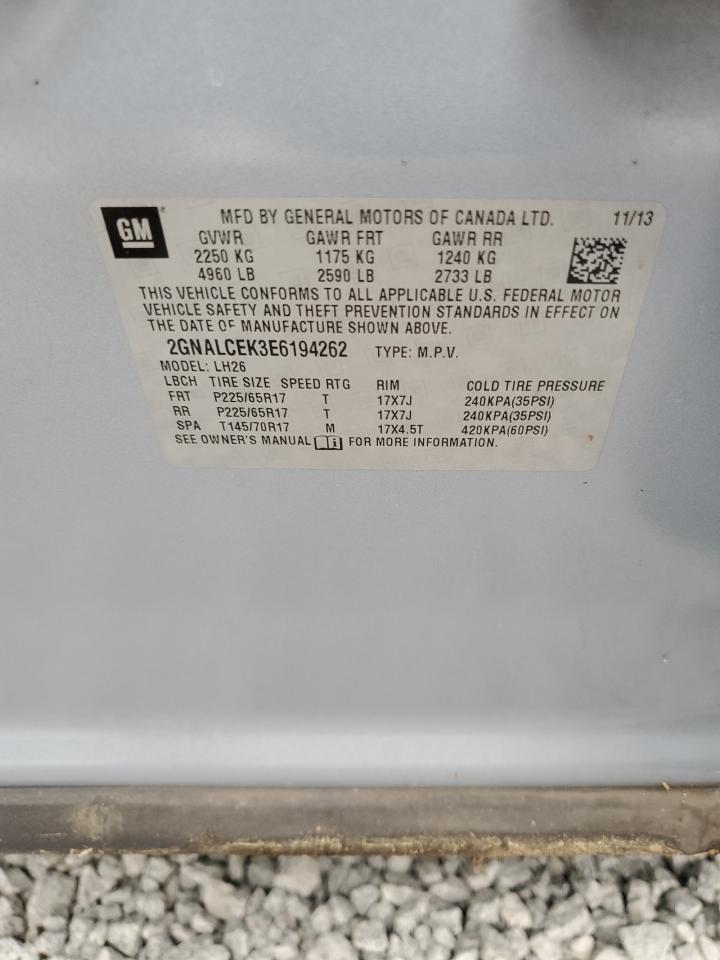 GM
MFD BY GENERAL MOTORS OF CANADA LTD. 11/13
GVWR GAWR FRT GAWR RR
2250 KG 1175 KG 1240 KG
4960 LB 2590 LB 2733 LB
THIS VEHICLE CONFORMS TO ALL APPLICABLE U.S. FEDERAL MOTOR
VEHICLE SAFETY AND THEFT PREVENTION STANDARDS IN EFFECT ON
THE DATE OF MANUFACTURE SHOWN ABOVE.
2GNALCEK3E6194262 TYPE: M.P.V.
MODEL: LH26
LBCH TIRE SIZE SPEED RTG RIM COLD TIRE PRESSURE
FRT P225/65R17 T 17X7J 240KPA(35PSI)
RR P225/65R17 T 17X7J 240KPA(35PSI)
SPA T145/70R17 M 17X4.5T 420KPA(60PSI)
SEE OWNER'S MANUAL FOR MORE INFORMATION.